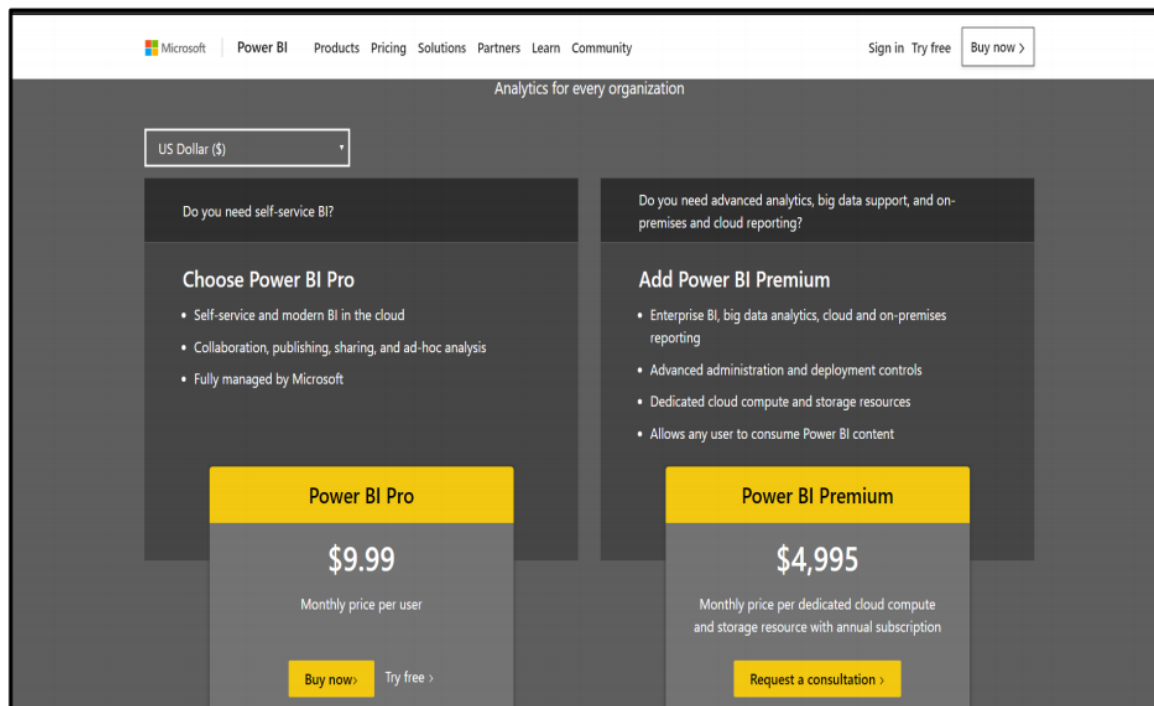 Microsoft Power BI Products Pricing Solutions Partners Learn Community Sign in Try free Buy now >
Analytics for every organization
US Dollar ($)
Do you need self-service BI?
Choose Power BI Pro
• Self-service and modern BI in the cloud
• Collaboration, publishing, sharing, and ad-hoc analysis
• Fully managed by Microsoft
Power BI Pro
$9.99
Monthly price per user
Buy now> Try free >
Do you need advanced analytics, big data support, and on-
premises and cloud reporting?
Add Power BI Premium
• Enterprise BI, big data analytics, cloud and on-premises
reporting
• Advanced administration and deployment controls
• Dedicated cloud compute and storage resources
• Allows any user to consume Power BI content
Power BI Premium
$4,995
Monthly price per dedicated cloud compute
and storage resource with annual subscription
Request a consultation >